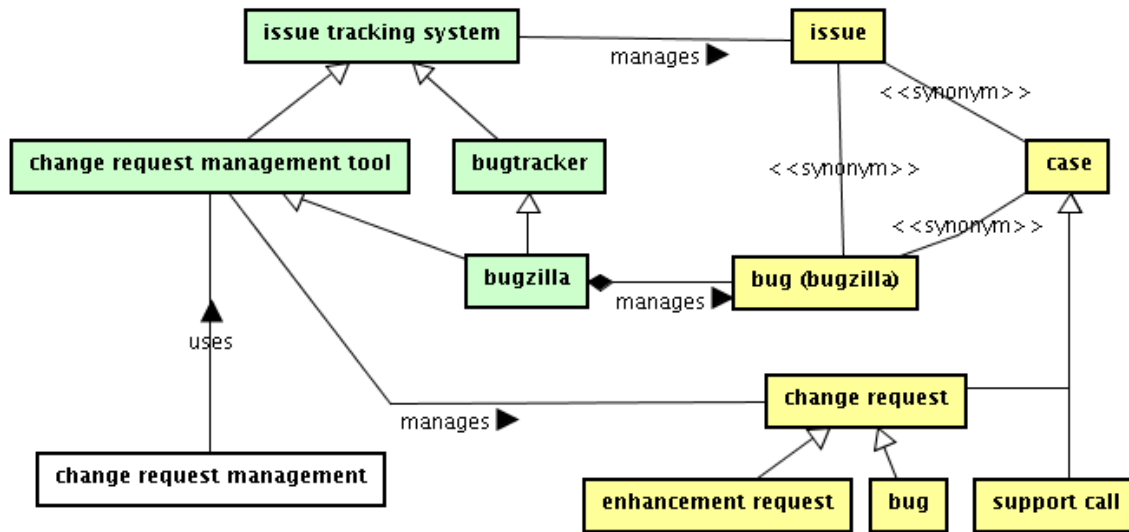 issue tracking system
issue
manages
<<synonym>>
change request management tool
bugtracker
case
<<synonym>>
<<synonym>>
bugzilla
bug (bugzilla)
manages
uses
change request
manages
change request management
enhancement request
bug
support call